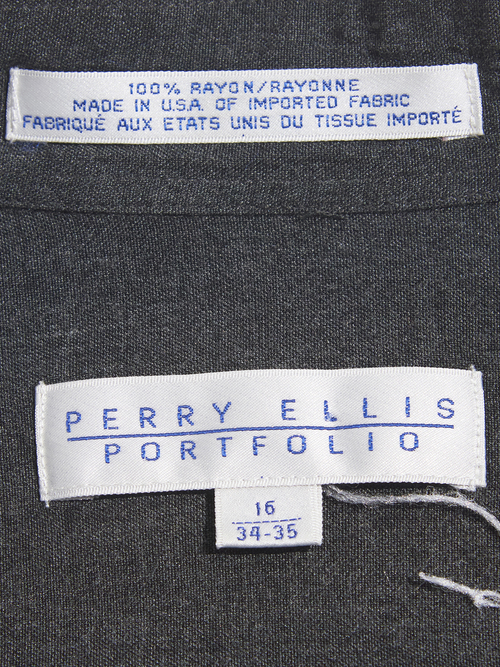 100% RAYON/RAYONNE
MADE IN U.S.A. OF IMPORTED FABRIC
FABRIQUÉ AUX ETATS UNIS DU TISSUE IMPORTÉ
PERRY ELLIS
PORTFOLIO
16
34-35